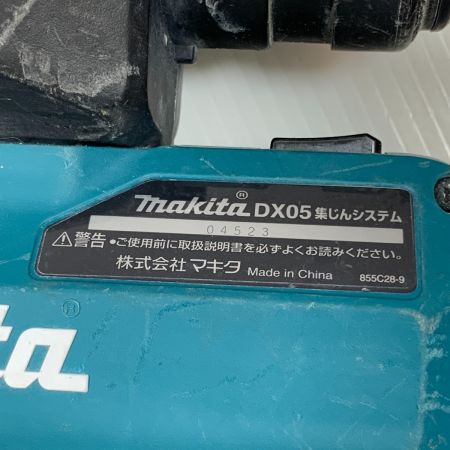 makita® DX05 集じんシステム
04523
⚠警告 •ご使用前に取扱説明書を必ずよくお読みください。
株式会社 マキタ Made in China 855C28-9
®
ta